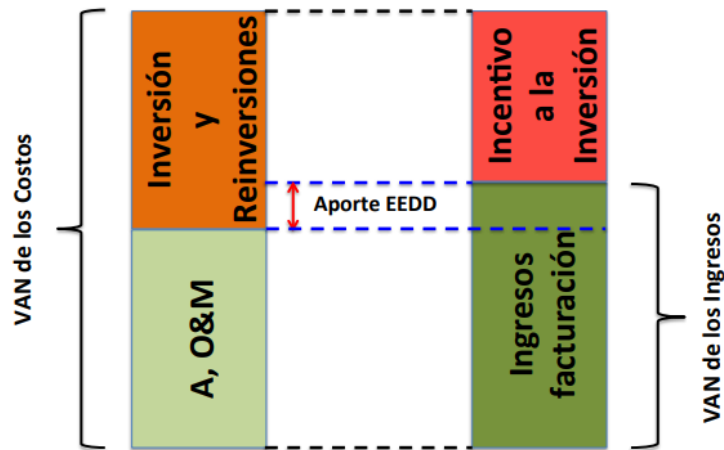 VAN de los Costos
Inversión
y
Reinversiones
A, O&M
Aporte EEDD
Incentivo
a la
Inversión
Ingresos
facturación
VAN de los Ingresos